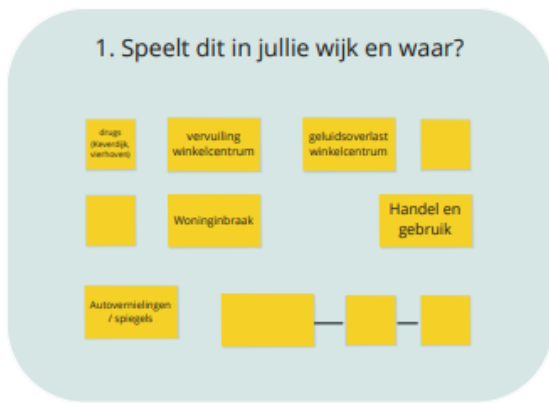 1. Speelt dit in jullie wijk en waar?
drugs
(Keverdijk,
vierhoven)
vervuiling
winkelcentrum
geluidsoverlast
winkelcentrum
Woninginbraak
Handel en
gebruik
Autovernielingen
/ spiegels